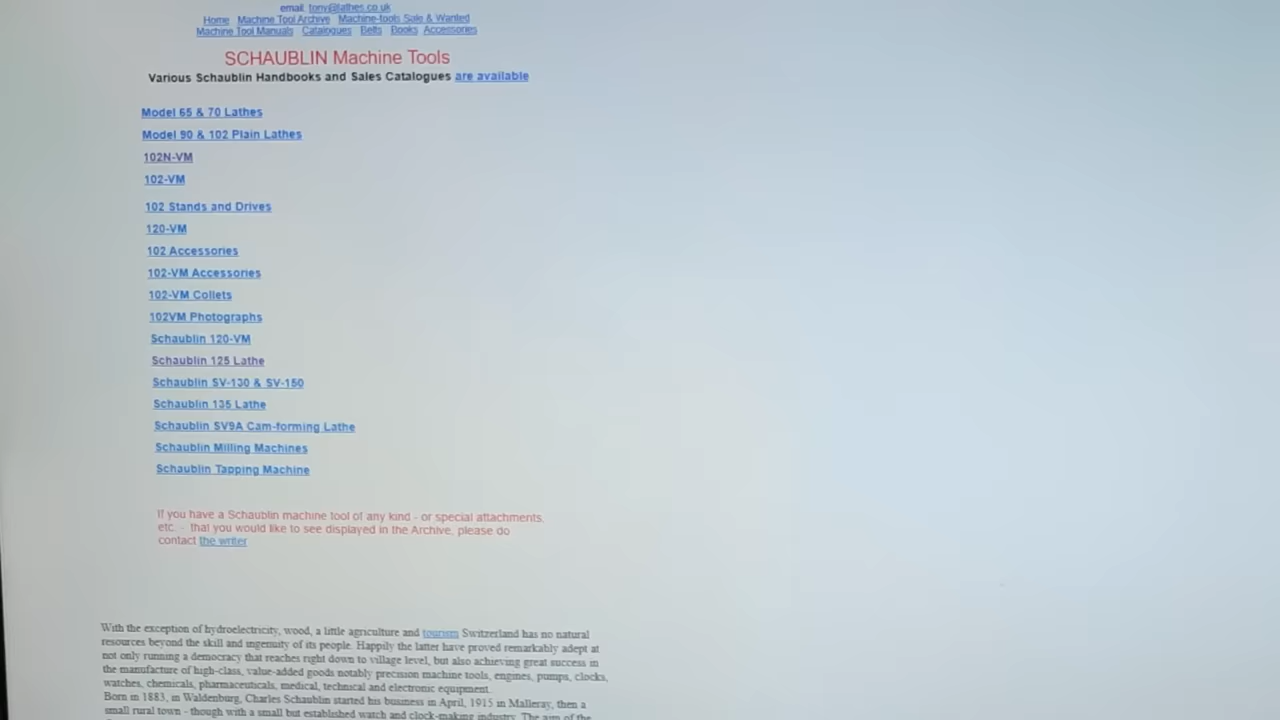 email: tony@lathes.co.uk
Home Machine Tool Archive Machine-tools Sale & Wanted
Machine Tool Manuals Catalogues Belts Books Accessories
SCHAUBLIN Machine Tools
Various Schaublin Handbooks and Sales Catalogues are available
Model 65 & 70 Lathes
Model 90 & 102 Plain Lathes
102N-VM
102-VM
102 Stands and Drives
120-VM
102 Accessories
102-VM Accessories
102-VM Collets
102VM Photographs
Schaublin 120-VM
Schaublin 125 Lathe
Schaublin SV-130 & SV-150
Schaublin 135 Lathe
Schaublin SV9A Cam-forming Lathe
Schaublin Milling Machines
Schaublin Tapping Machine
If you have a Schaublin machine tool of any kind - or special attachments,
etc. - that you would like to see displayed in the Archive, please do
contact the writer
With the exception of hydroelectricity, wood, a little agriculture and tourism Switzerland has no natural
resources beyond the skill and ingenuity of its people. Happily the latter have proved remarkably adept at
not only running a democracy that reaches right down to village level, but also achieving great success in
the manufacture of high-class, value-added goods notably precision machine tools, engines, pumps, clocks,
watches, chemicals, pharmaceuticals, medical, technical and electronic equipment.
Born in 1883, in Waldenburg, Charles Schaublin started his business in April, 1915 in Malleray, then a
small rural town - though with a small but established watch and clock-making industry. The aim of the